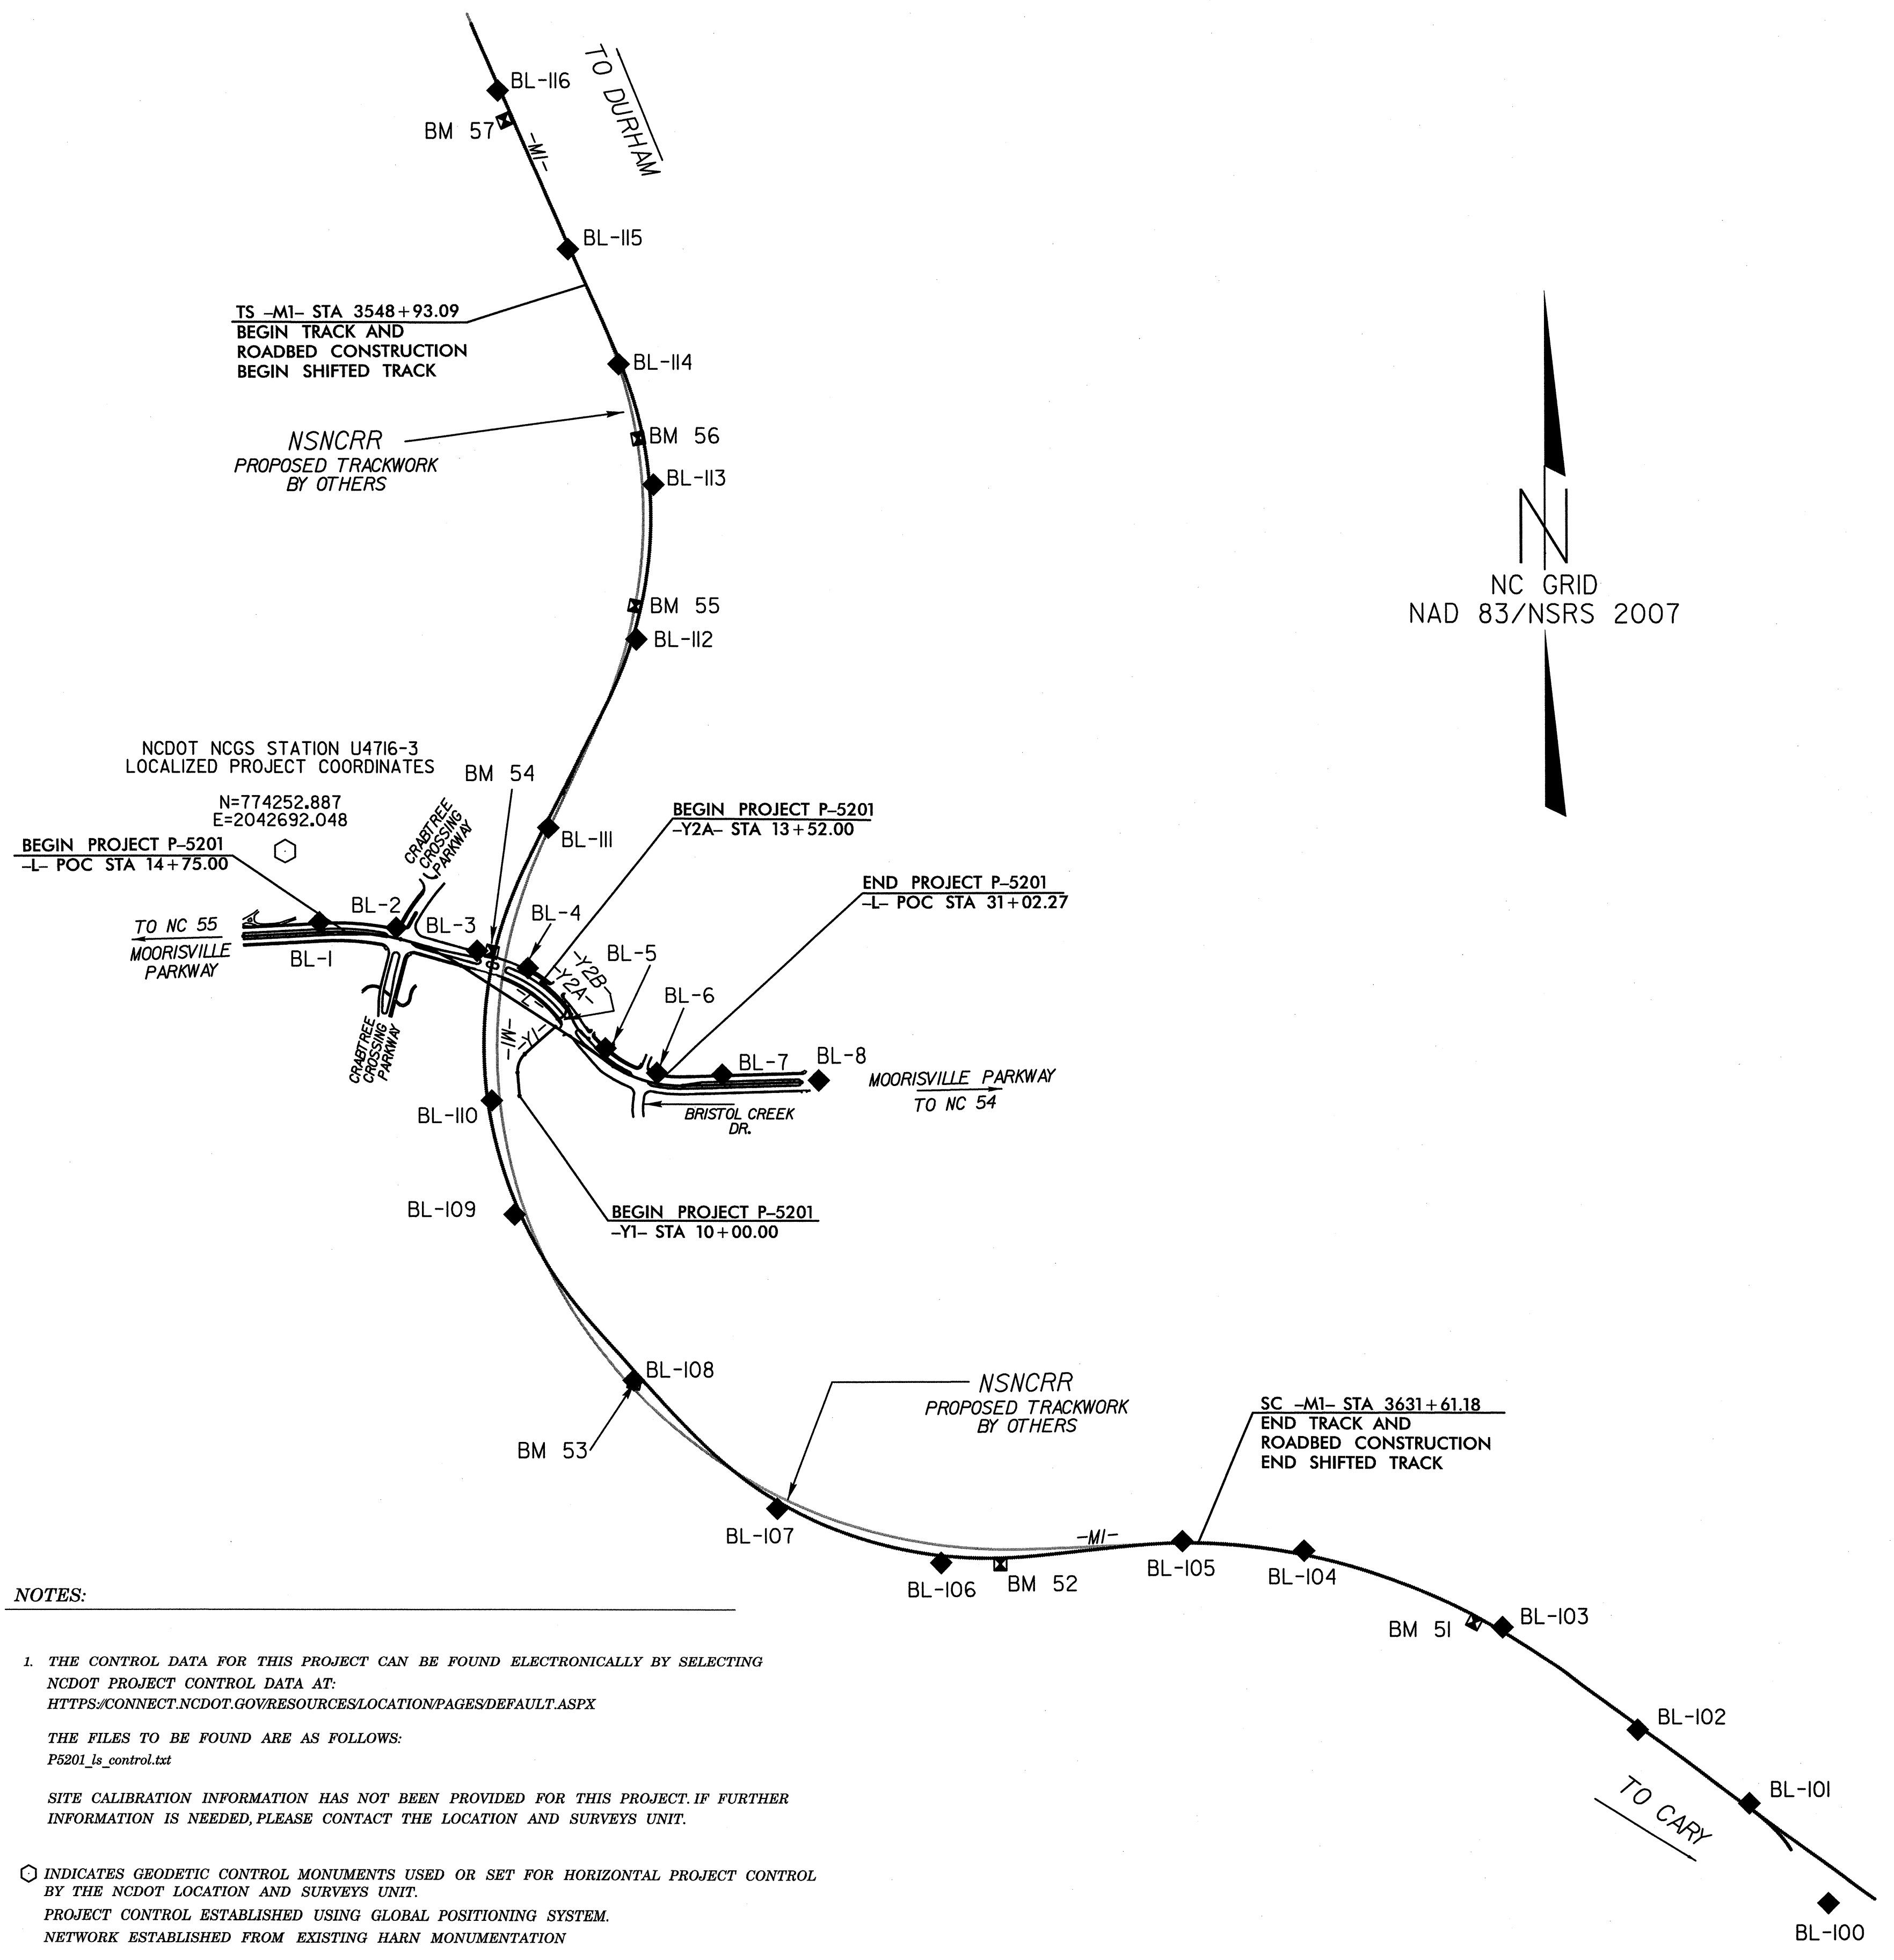 BL-116
TO DURHAM
BM 57
-M1-
BL-115
TS -M1- STA 3548+93.09
BEGIN TRACK AND
ROADBED CONSTRUCTION
BEGIN SHIFTED TRACK
BL-114
NSNCRR
PROPOSED TRACKWORK
BY OTHERS
BM 56
BL-113
N
NC GRID
NAD 83/NSRS 2007
BM 55
BL-112
NCDOT NCGS STATION U4716-3
LOCALIZED PROJECT COORDINATES
N=774252.887
E=2042692.048
BM 54
BL-111
BEGIN PROJECT P-5201
-L- POC STA 14+75.00
CRABTREE
CROSSING
PARKWAY
BEGIN PROJECT P-5201
-Y2A- STA 13+52.00
END PROJECT P-5201
-L- POC STA 31+02.27
TO NC 55
MOORISVILLE
PARKWAY
BL-1
BL-2
BL-3
BL-4
-Y2B-
-Y2A-
BL-5
-L-
BL-6
-M1-
-Y1-
CRABTREE
CROSSING
PARKWAY
BL-7
BL-8
MOORISVILLE PARKWAY
TO NC 54
BRISTOL CREEK
DR.
BL-110
BL-109
BEGIN PROJECT P-5201
-Y1- STA 10+00.00
BL-108
BM 53
NSNCRR
PROPOSED TRACKWORK
BY OTHERS
SC -M1- STA 3631+61.18
END TRACK AND
ROADBED CONSTRUCTION
END SHIFTED TRACK
BL-107
-M1-
BL-106
BM 52
BL-105
BL-104
BM 51
BL-103
BL-102
BL-101
TO CARY
BL-100
NOTES:
1. THE CONTROL DATA FOR THIS PROJECT CAN BE FOUND ELECTRONICALLY BY SELECTING
NCDOT PROJECT CONTROL DATA AT:
HTTPS:/CONNECT.NCDOT.GOV/RESOURCES/LOCATION/PAGES/DEFAULT.ASPX
THE FILES TO BE FOUND ARE AS FOLLOWS:
P5201_ls_control.txt
SITE CALIBRATION INFORMATION HAS NOT BEEN PROVIDED FOR THIS PROJECT. IF FURTHER
INFORMATION IS NEEDED, PLEASE CONTACT THE LOCATION AND SURVEYS UNIT.
INDICATES GEODETIC CONTROL MONUMENTS USED OR SET FOR HORIZONTAL PROJECT CONTROL
BY THE NCDOT LOCATION AND SURVEYS UNIT.
PROJECT CONTROL ESTABLISHED USING GLOBAL POSITIONING SYSTEM.
NETWORK ESTABLISHED FROM EXISTING HARN MONUMENTATION